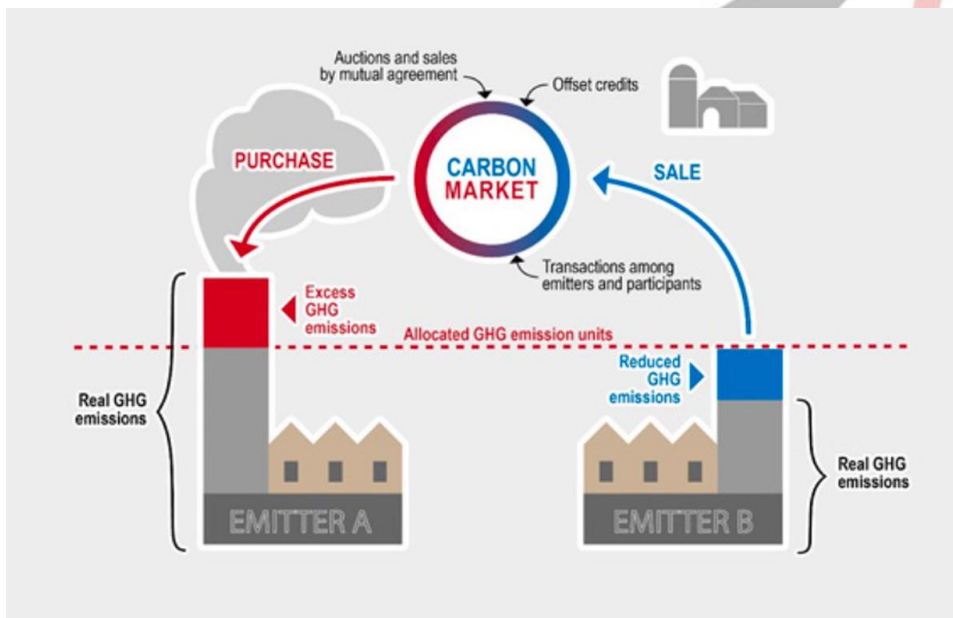 Auctions and sales
by mutual agreement
Offset credits
PURCHASE
CARBON
MARKET
SALE
Transactions among
emitters and participants
Excess
GHG
emissions
Allocated GHG emission units
Reduced
GHG
emissions
Real GHG
emissions
Real GHG
emissions
EMITTER A
EMITTER B